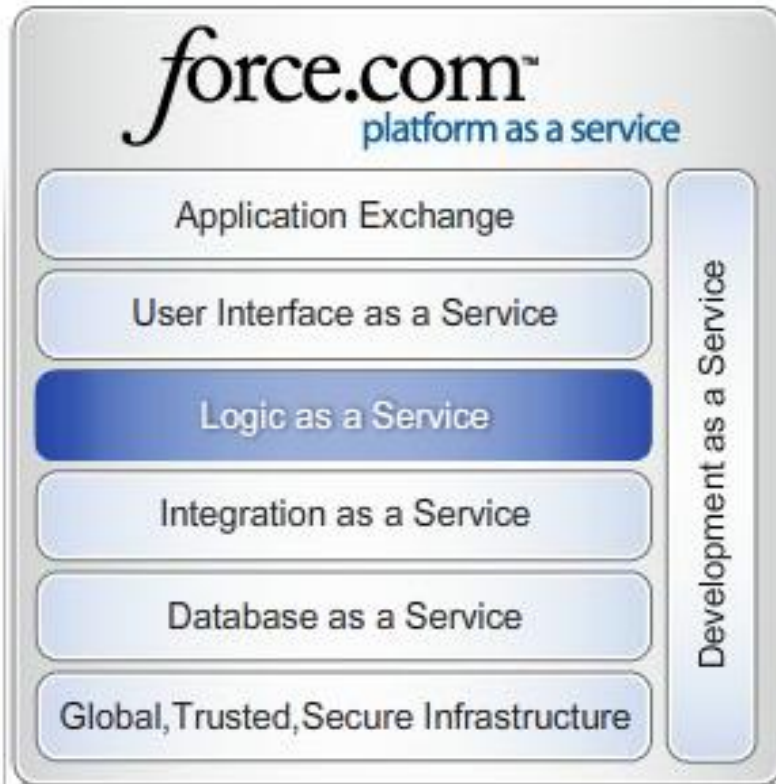 force.com™
platform as a service
Application Exchange
User Interface as a Service
Logic as a Service
Integration as a Service
Database as a Service
Global,Trusted,Secure Infrastructure
Development as a Service